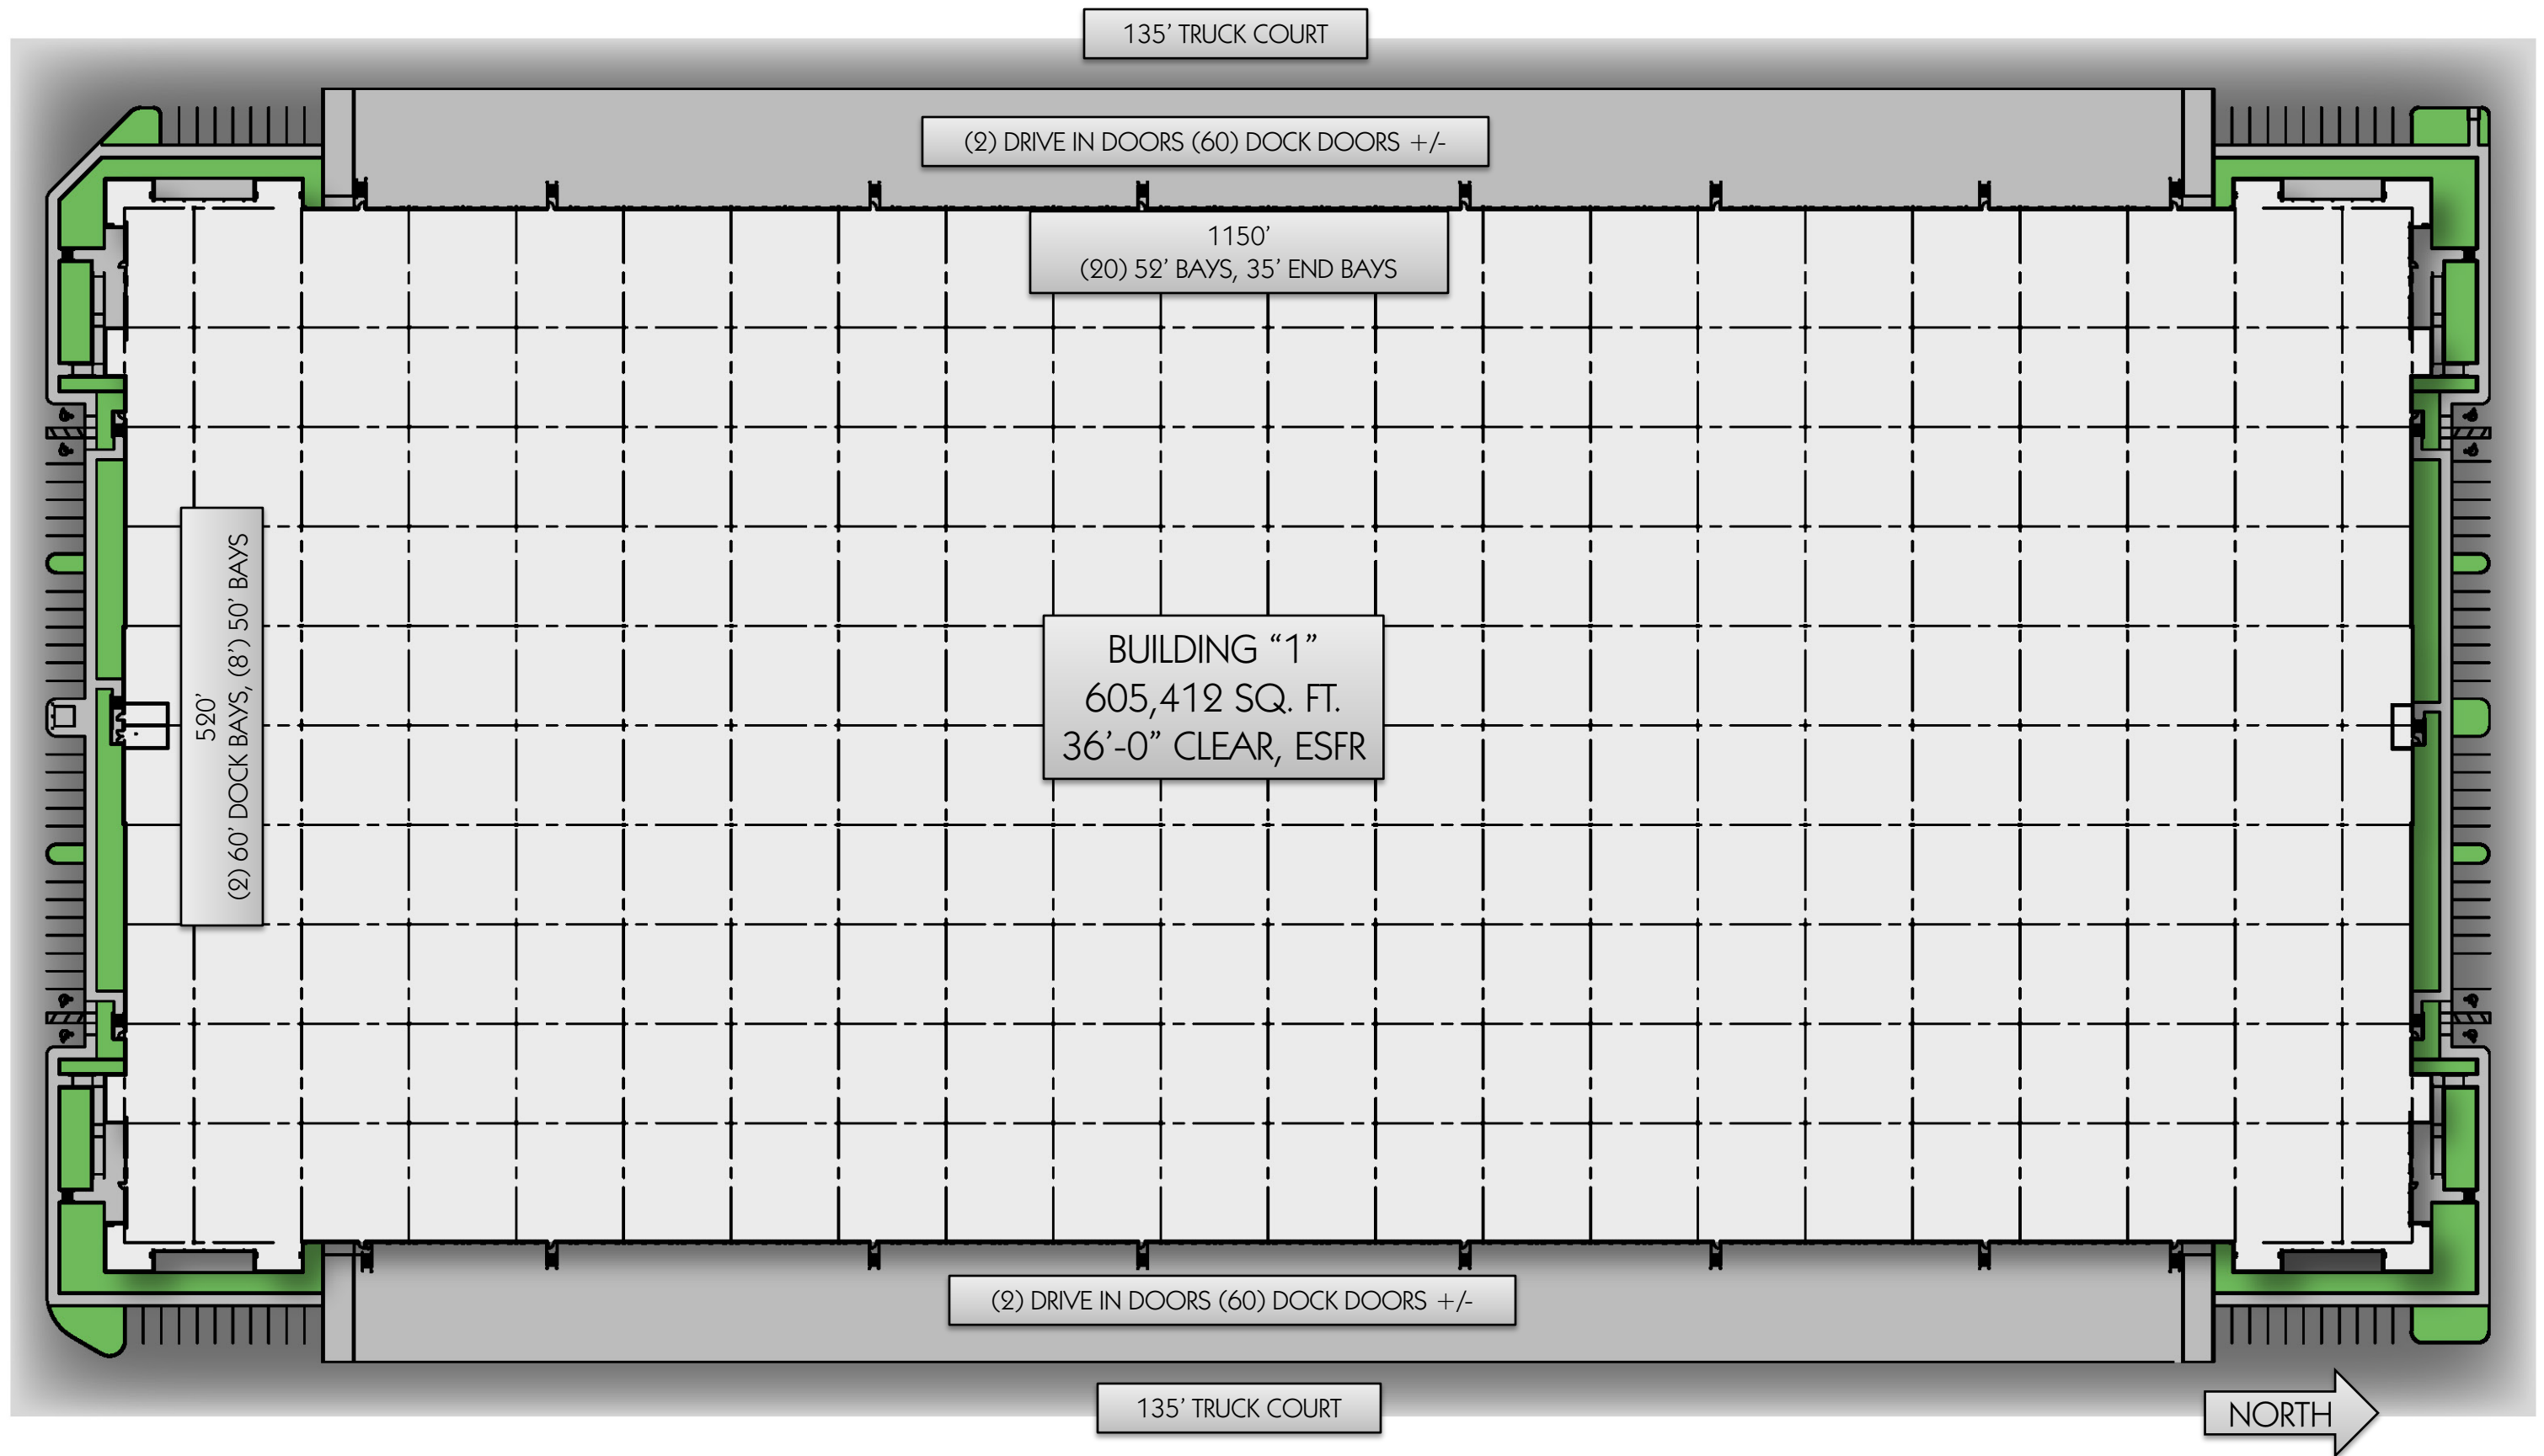 135' TRUCK COURT
(2) DRIVE IN DOORS (60) DOCK DOORS +/-
1150'
(20) 52' BAYS, 35' END BAYS
520'
(2) 60' DOCK BAYS, (8') 50' BAYS
BUILDING “1”
605,412 SQ. FT.
36'-0” CLEAR, ESFR
(2) DRIVE IN DOORS (60) DOCK DOORS +/-
135' TRUCK COURT
NORTH